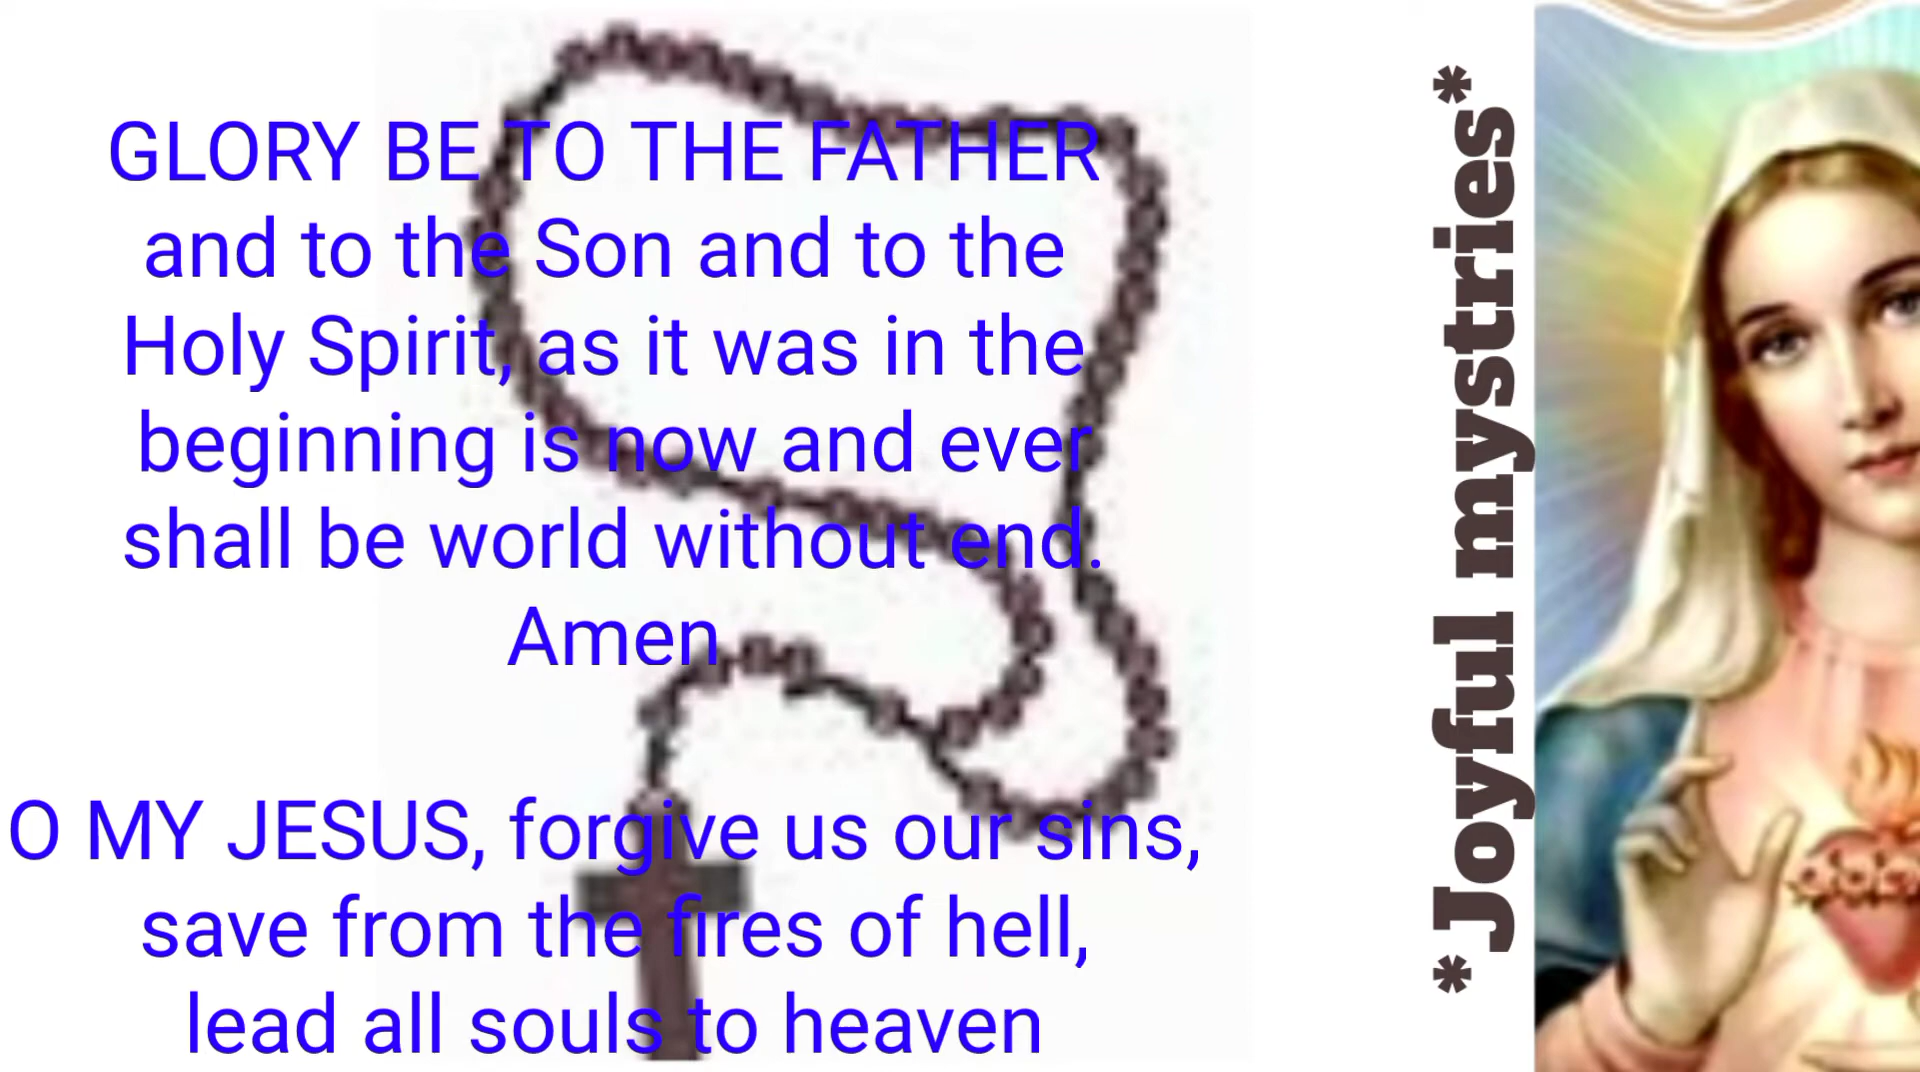 GLORY BE TO THE FATHER
and to the Son and to the
Holy Spirit, as it was in the
beginning is now and ever
shall be world without end.
Amen
O MY JESUS, forgive us our sins,
save from the fires of hell,
lead all souls to heaven
*Joyful mystries*